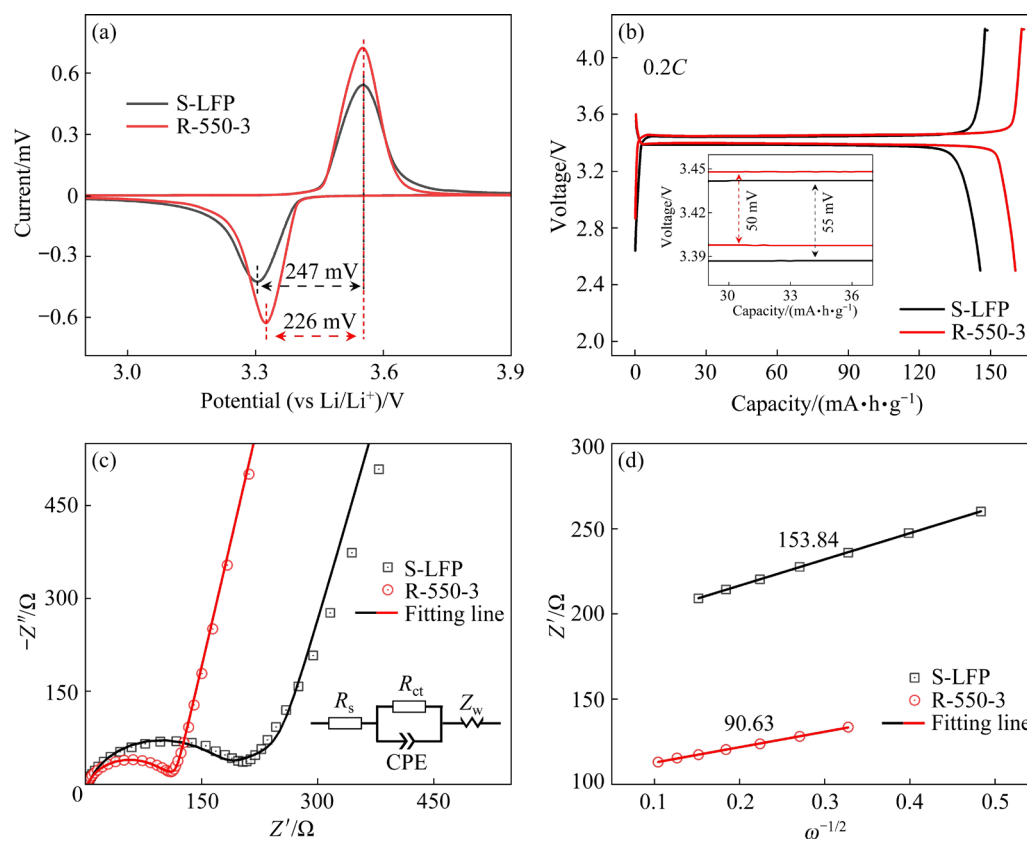 (a)
0.6
0.3
0
−0.3
−0.6
Current/mV
S-LFP
R-550-3
247 mV
226 mV
3.0
3.3
3.6
3.9
Potential (vs Li/Li⁺)/V
(b)
0.2C
4.0
3.6
3.2
2.8
2.4
2.0
Voltage/V
3.45
3.42
3.39
Voltage/V
50 mV
55 mV
30
33
36
Capacity/(mA•h•g⁻¹)
S-LFP
R-550-3
0
30
60
90
120
150
Capacity/(mA•h•g⁻¹)
(c)
450
300
150
0
−Z″/Ω
S-LFP
R-550-3
Fitting line
Rs
Rct
Zw
CPE
150
300
450
Z′/Ω
(d)
300
250
200
150
100
Z′/Ω
153.84
S-LFP
R-550-3
Fitting line
90.63
0.1
0.2
0.3
0.4
0.5
ω⁻¹/²